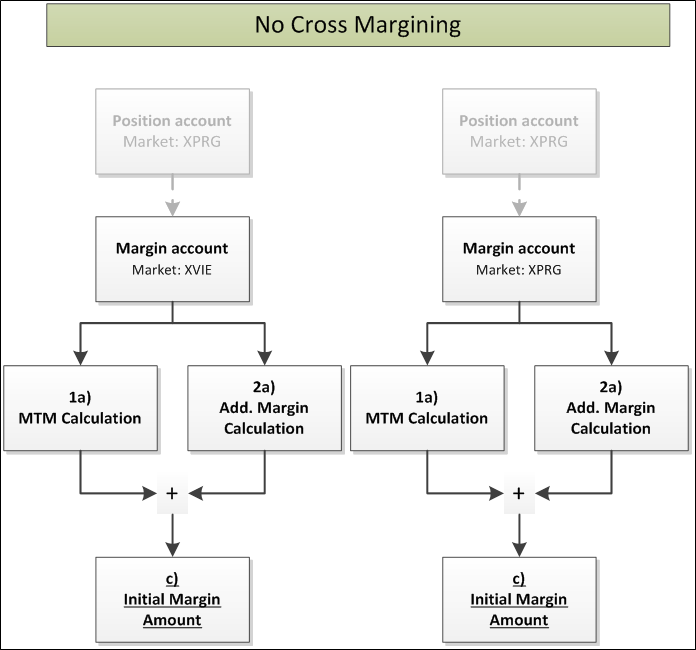 No Cross Margining
Position account
Market: XPRG
Position account
Market: XPRG
Margin account
Market: XVIE
Margin account
Market: XPRG
1a)
MTM Calculation
2a)
Add. Margin
Calculation
1a)
MTM Calculation
2a)
Add. Margin
Calculation
+
+
c)
Initial Margin
Amount
c)
Initial Margin
Amount